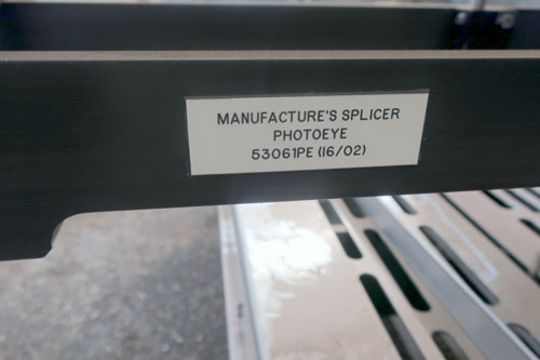 MANUFACTURE'S SPLICER
PHOTOEYE
53061PE (16/02)